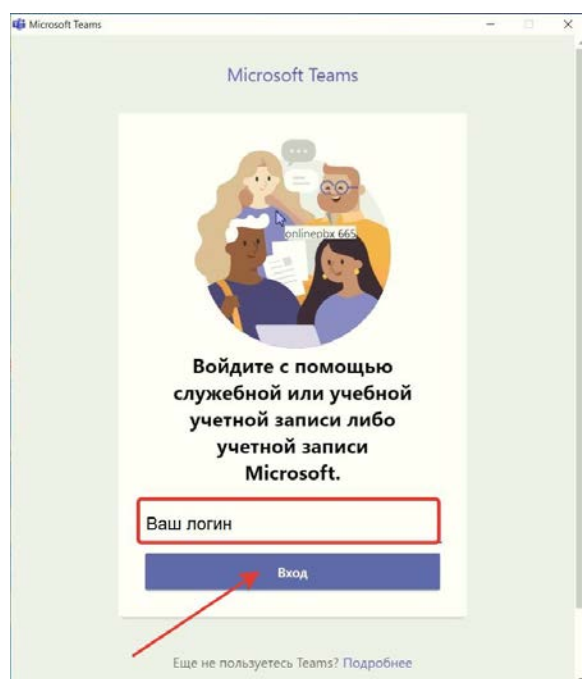 Microsoft Teams
Microsoft Teams
onlinepbx 665
Войдите с помощью
служебной или учебной
учетной записи либо
учетной записи
Microsoft.
Ваш логин
Вход
Еще не пользуетесь Teams? Подробнее